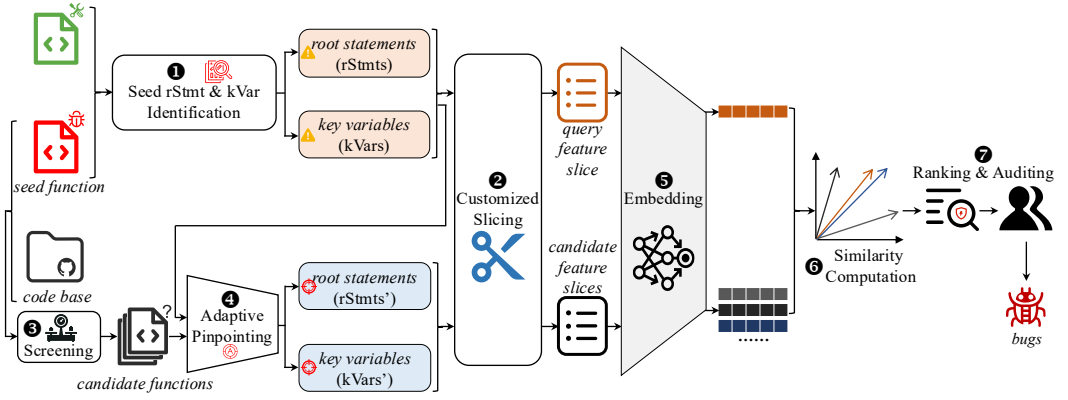 ❶
Seed rStmt & kVar
Identification
root statements
(rStmts)
key variables
(kVars)
seed function
code base
❸
Screening
?
candidate functions
❹
Adaptive
Pinpointing
root statements
(rStmts’)
key variables
(kVars’)
❷
Customized
Slicing
query
feature
slice
candidate
feature
slices
❺
Embedding
......
❻
Similarity
Computation
❼
Ranking & Auditing
bugs